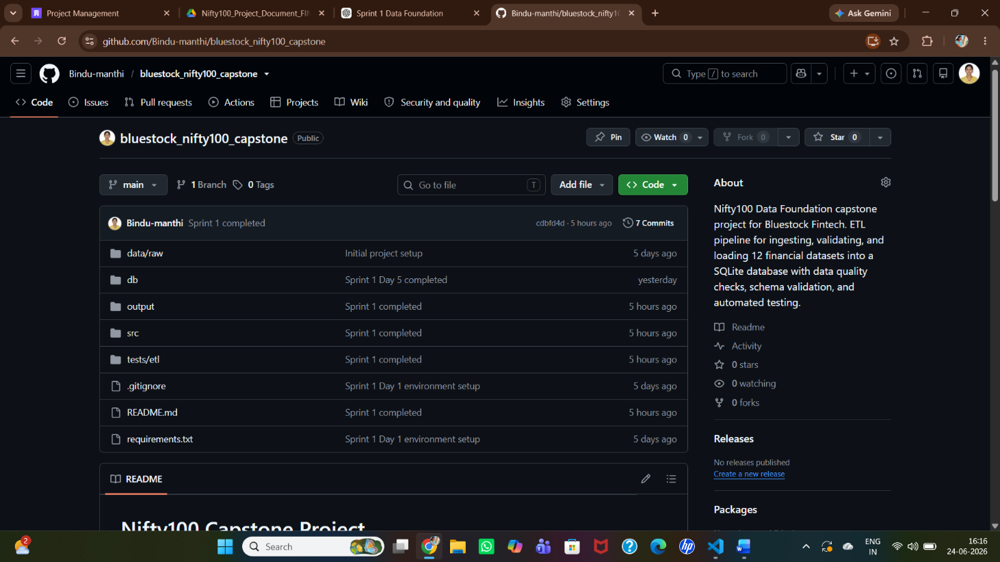 Project Management
Nifty100_Project_Document_FIN
Sprint 1 Data Foundation
Bindu-manthi/bluestock_nifty10
Ask Gemini
github.com/Bindu-manthi/bluestock_nifty100_capstone
Bindu-manthi / bluestock_nifty100_capstone
Type / to search
Code
Issues
Pull requests
Actions
Projects
Wiki
Security and quality
Insights
Settings
bluestock_nifty100_capstone Public
Pin
Watch 0
Fork 0
Star 0
main
1 Branch
0 Tags
Go to file T
Add file
Code
About
Bindu-manthi Sprint 1 completed cdbfd4d · 5 hours ago 7 Commits
data/raw Initial project setup 5 days ago
db Sprint 1 Day 5 completed yesterday
output Sprint 1 completed 5 hours ago
src Sprint 1 completed 5 hours ago
tests/etl Sprint 1 completed 5 hours ago
.gitignore Sprint 1 Day 1 environment setup 5 days ago
README.md Sprint 1 completed 5 hours ago
requirements.txt Sprint 1 Day 1 environment setup 5 days ago
README
Nifty100 Capstone Project
Nifty100 Data Foundation capstone
project for Bluestock Fintech. ETL
pipeline for ingesting, validating, and
loading 12 financial datasets into a
SQLite database with data quality
checks, schema validation, and
automated testing.
Readme
Activity
0 stars
0 watching
0 forks
Releases
No releases published
Create a new release
Packages
2
Search
ENG
IN
16:16
24-06-2026